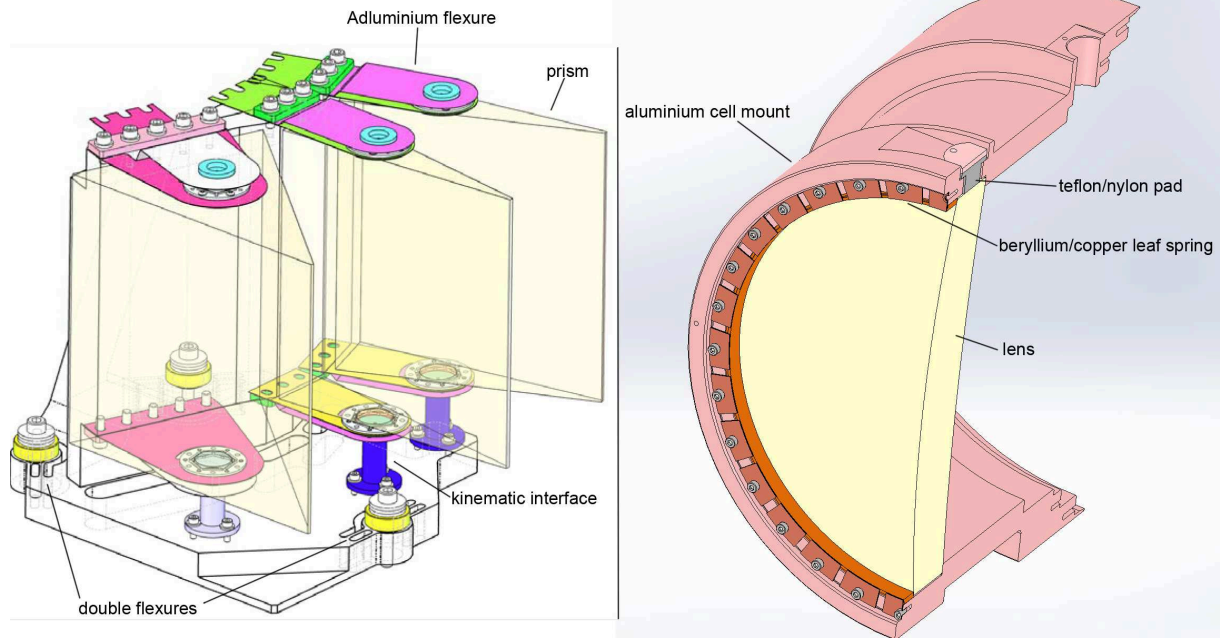 Adluminium flexure
prism
kinematic interface
double flexures
aluminium cell mount
teflon/nylon pad
beryllium/copper leaf spring
lens